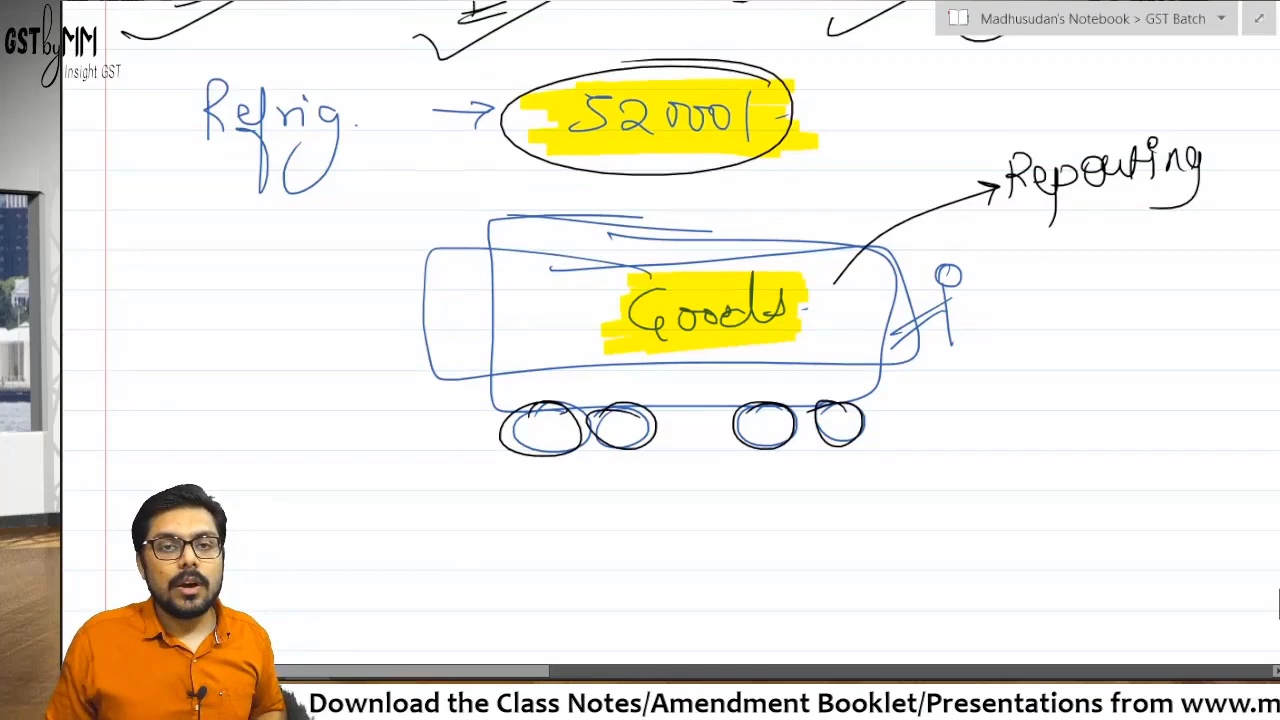 GST by MM
Insight GST
Madhusudan's Notebook > GST Batch
Refrig. → 52000/-
Reporting
Goods
Download the Class Notes/Amendment Booklet/Presentations from www.m